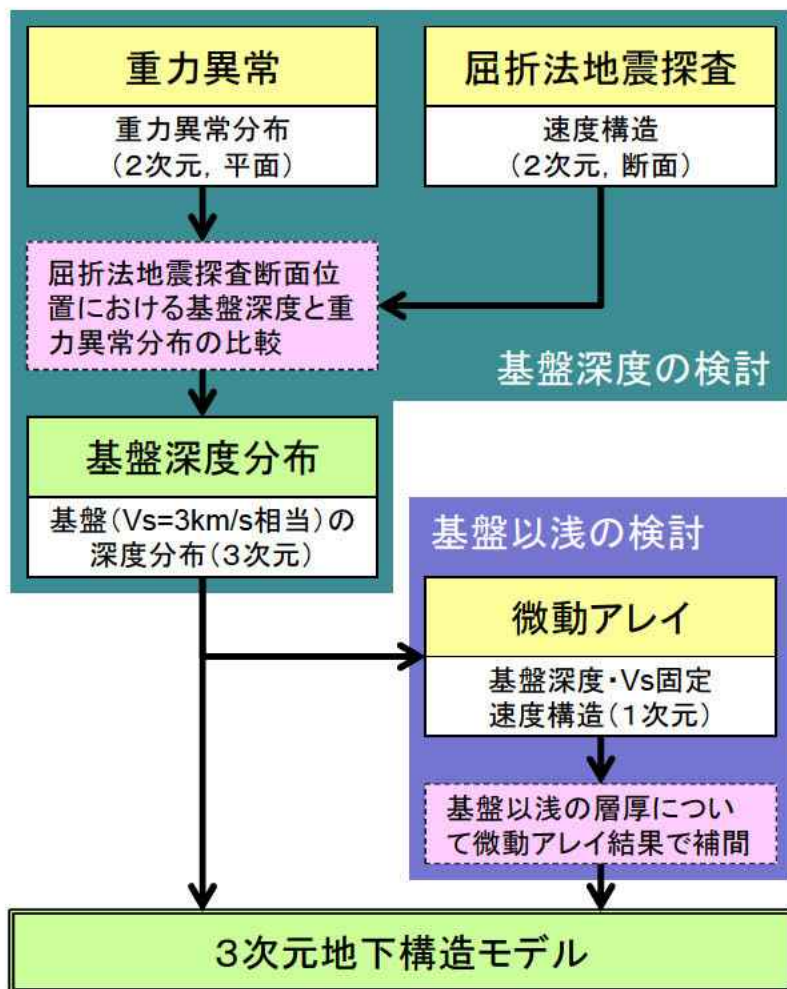 重力異常
重力異常分布
(2次元, 平面)
屈折法地震探査
速度構造
(2次元, 断面)
屈折法地震探査断面位
置における基盤深度と重
力異常分布の比較
基盤深度の検討
基盤深度分布
基盤(Vs=3km/s相当)の
深度分布(3次元)
基盤以浅の検討
微動アレイ
基盤深度・Vs固定
速度構造(1次元)
基盤以浅の層厚につい
て微動アレイ結果で補間
3次元地下構造モデル